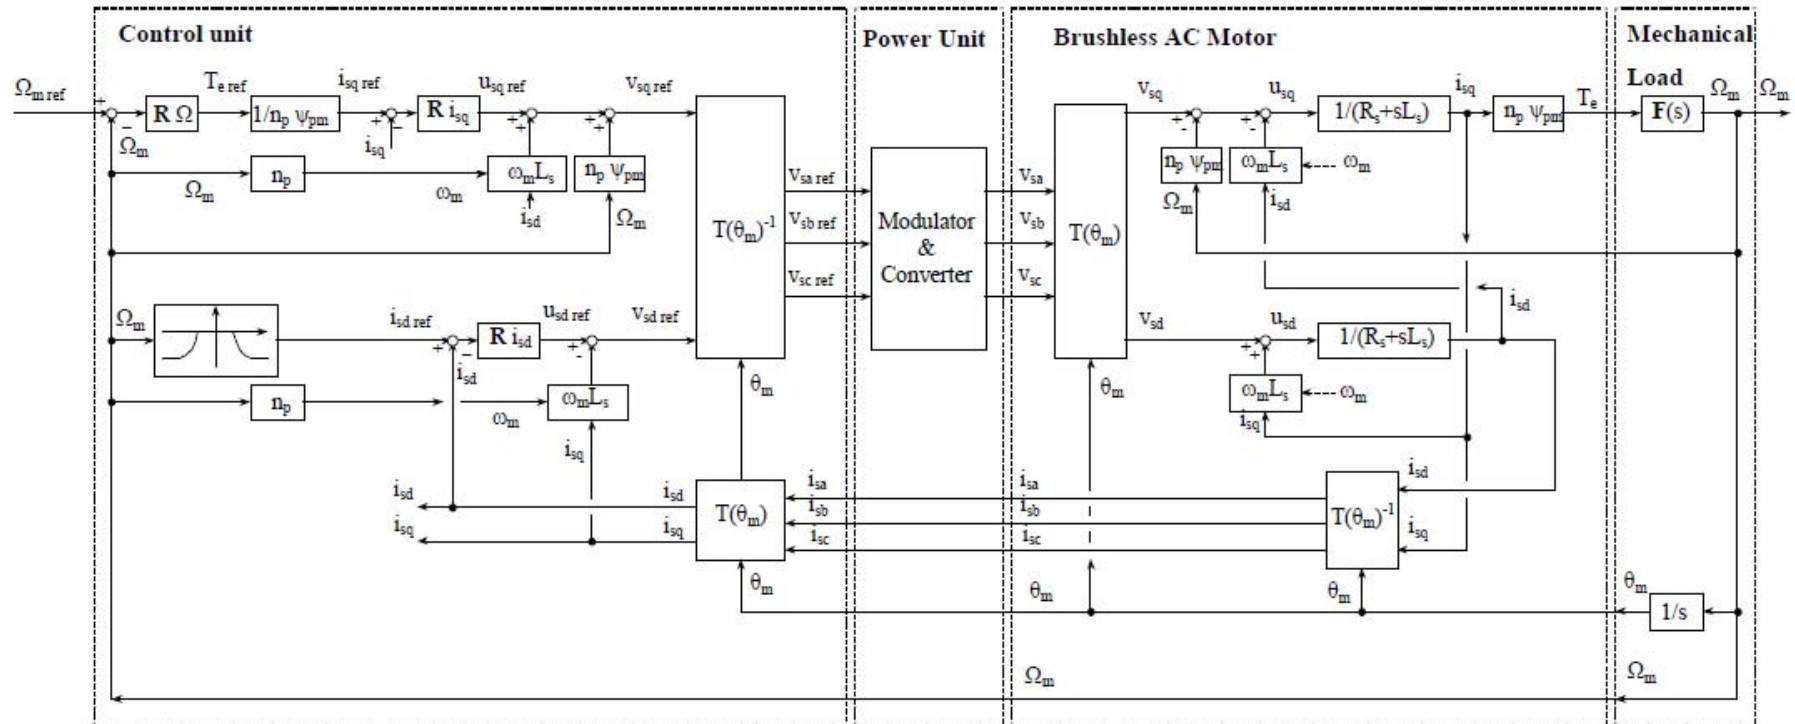 Control unit
Power Unit
Brushless AC Motor
Mechanical
Load
Ωm ref
+
−
Ωm
R Ω
Te ref
1/np ψpm
isq ref
+
−
isq
R isq
usq ref
+
+
+
+
vsq ref
np
Ωm
ωm
ωmLs
isd
np ψpm
Ωm
T(θm)-1
vsa ref
vsb ref
vsc ref
Ωm
isd ref
+
−
isd
R isd
usd ref
+
-
vsd ref
np
ωm
ωmLs
isq
θm
isd
isq
isd
isq
T(θm)
θm
Modulator
&
Converter
vsa
vsb
vsc
isa
isb
isc
isa
isb
isc
T(θm)
θm
θm
vsq
+
-
usq
+
-
1/(Rs+sLs)
isq
np ψpm
Te
np ψpm
Ωm
ωmLs
ωm
isd
isd
vsd
usd
+
+
1/(Rs+sLs)
ωmLs
ωm
isq
isd
isq
T(θm)-1
θm
F(s)
Ωm
Ωm
θm
1/s
Ωm
Ωm